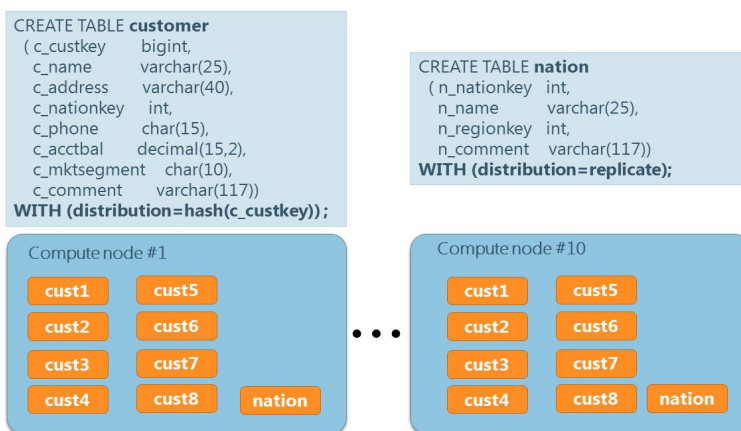 CREATE TABLE customer
( c_custkey bigint,
c_name varchar(25),
c_address varchar(40),
c_nationkey int,
c_phone char(15),
c_acctbal decimal(15,2),
c_mktsegment char(10),
c_comment varchar(117))
WITH (distribution=hash(c_custkey)) ;
CREATE TABLE nation
( n_nationkey int,
n_name varchar(25),
n_regionkey int,
n_comment varchar(117))
WITH (distribution=replicate);
Compute node #1
cust1 cust5
cust2 cust6
cust3 cust7
cust4 cust8 nation
...
Compute node #10
cust1 cust5
cust2 cust6
cust3 cust7
cust4 cust8 nation